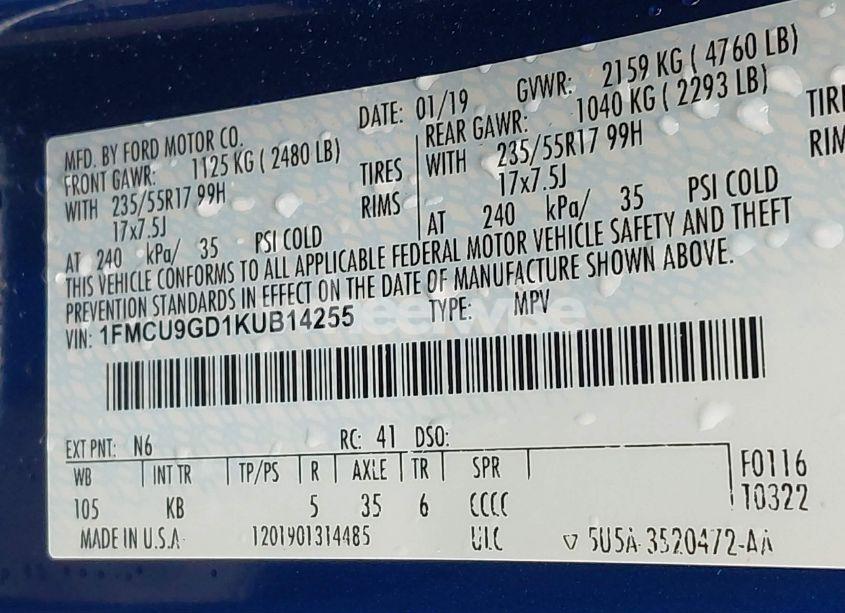 MFD. BY FORD MOTOR CO.
DATE: 01/19
GVWR: 2159 KG ( 4760 LB)
FRONT GAWR: 1125 KG ( 2480 LB)
WITH 235/55R17 99H TIRES
17x7.5J RIMS
AT 240 kPa/ 35 PSI COLD
REAR GAWR: 1040 KG ( 2293 LB)
WITH 235/55R17 99H
17x7.5J
AT 240 kPa/ 35 PSI COLD
THIS VEHICLE CONFORMS TO ALL APPLICABLE FEDERAL MOTOR VEHICLE SAFETY AND THEFT
PREVENTION STANDARDS IN EFFECT ON THE DATE OF MANUFACTURE SHOWN ABOVE.
VIN: 1FMCU9GD1KUB14255 TYPE: MPV
EXT PNT: N6 RC: 41 DSO:
WB INT TR TP/PS R AXLE TR SPR
105 KB 5 35 6 CCCC
F0116
T0322
MADE IN U.S.A 1201901314485 ULC 5U5A-3520472-AA